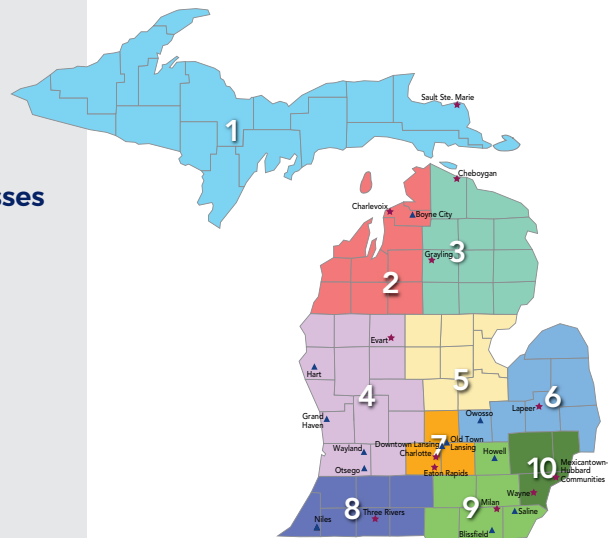 Sault Ste. Marie
1
sses
Cheboygan
Charlevoix
Boyne City
Grayling
3
2
Evart
Hart
5
4
6
Lapeer
Grand
Haven
Owosso
7
Downtown Lansing
Old Town
Lansing
Charlotte
Wayland
Howell
Otsego
Eaton Rapids
10
Mexicantown-
Hubbard
Communities
Wayne
8
Three Rivers
9
Milan
Saline
Niles
Blissfield